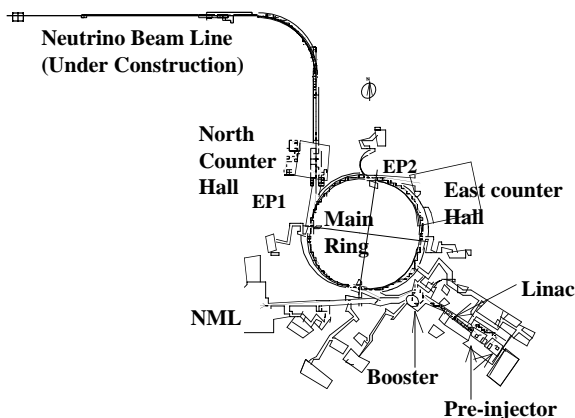 Neutrino Beam Line
(Under Construction)
N
North
Counter
Hall
EP2
EP1
East counter
Hall
Main
Ring
Linac
NML
Booster
Pre-injector